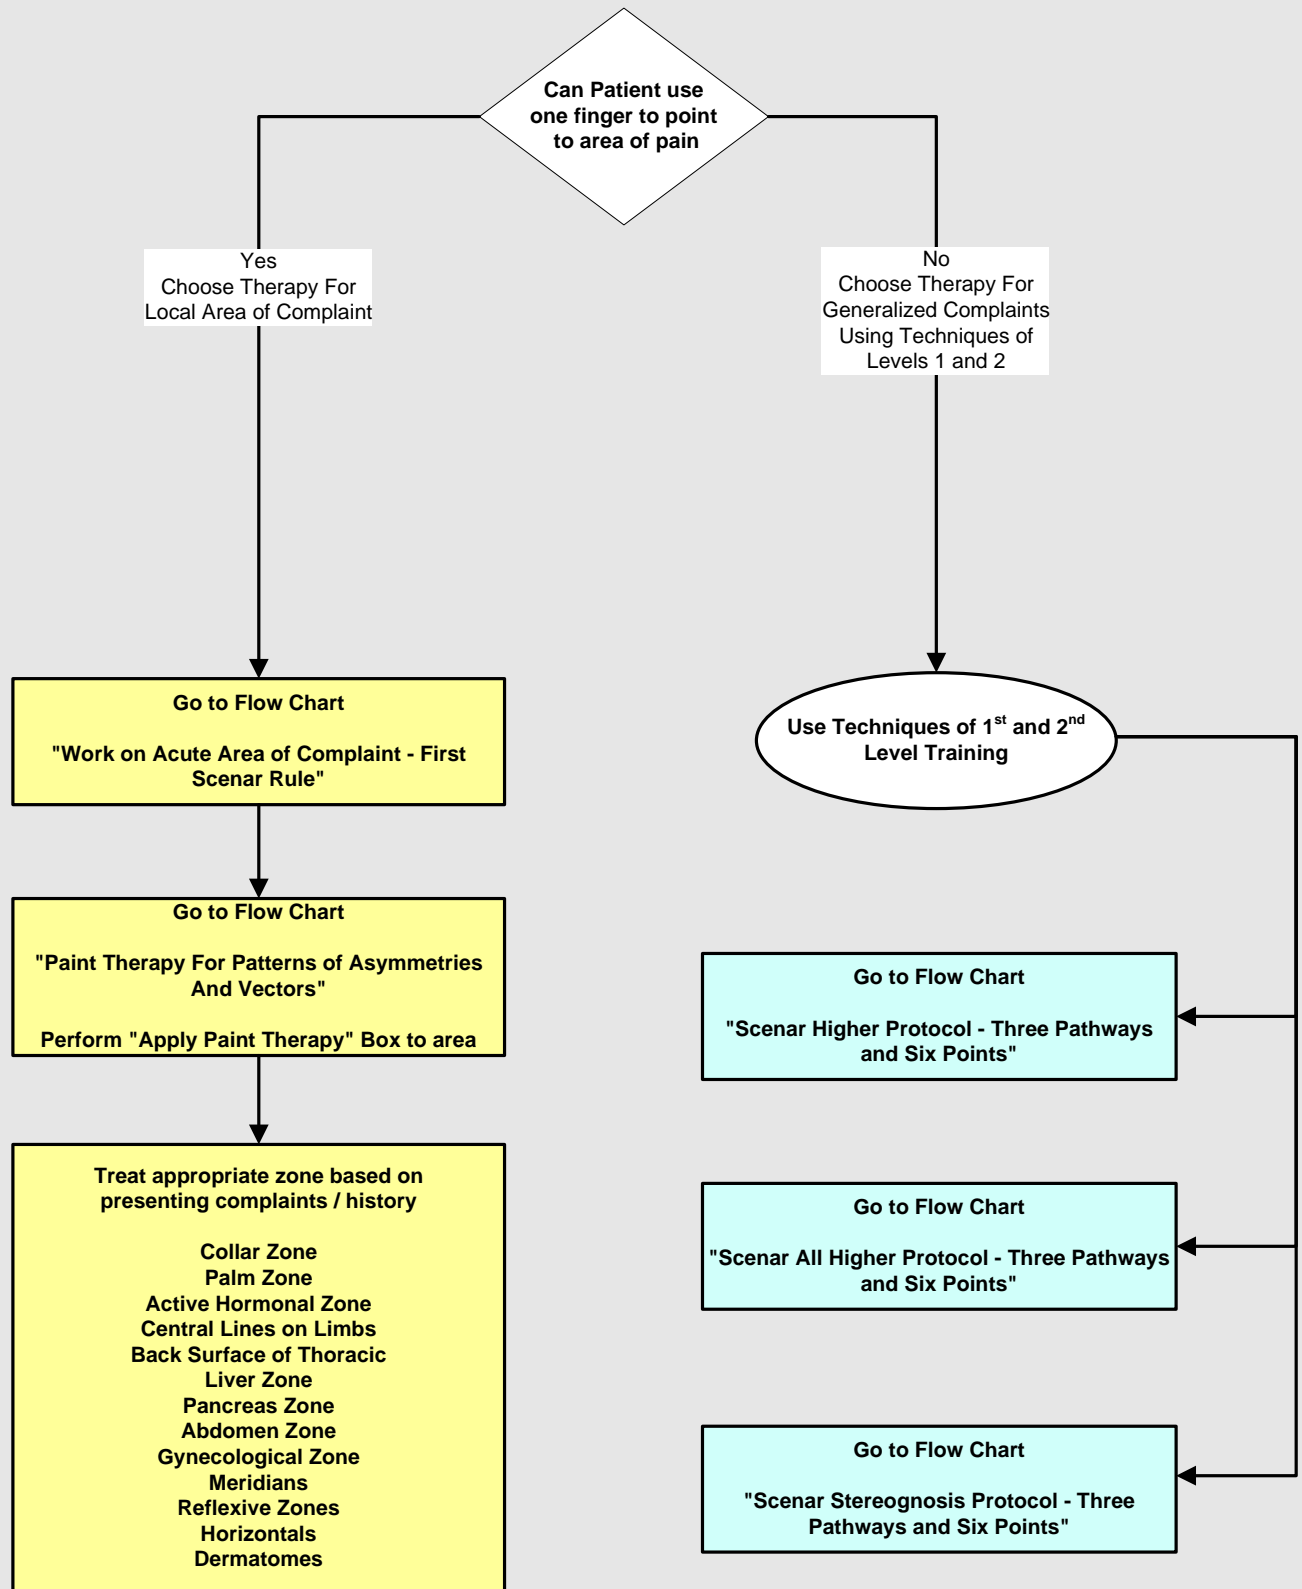 Can Patient use
one finger to point
to area of pain
Yes
Choose Therapy For
Local Area of Complaint
No
Choose Therapy For
Generalized Complaints
Using Techniques of
Levels 1 and 2
Go to Flow Chart
"Work on Acute Area of Complaint - First
Scenar Rule"
Use Techniques of 1st and 2nd
Level Training
Go to Flow Chart
"Paint Therapy For Patterns of Asymmetries
And Vectors"
Perform "Apply Paint Therapy" Box to area
Go to Flow Chart
"Scenar Higher Protocol - Three Pathways
and Six Points"
Treat appropriate zone based on
presenting complaints / history
Collar Zone
Palm Zone
Active Hormonal Zone
Central Lines on Limbs
Back Surface of Thoracic
Liver Zone
Pancreas Zone
Abdomen Zone
Gynecological Zone
Meridians
Reflexive Zones
Horizontals
Dermatomes
Go to Flow Chart
"Scenar All Higher Protocol - Three Pathways
and Six Points"
Go to Flow Chart
"Scenar Stereognosis Protocol - Three
Pathways and Six Points"